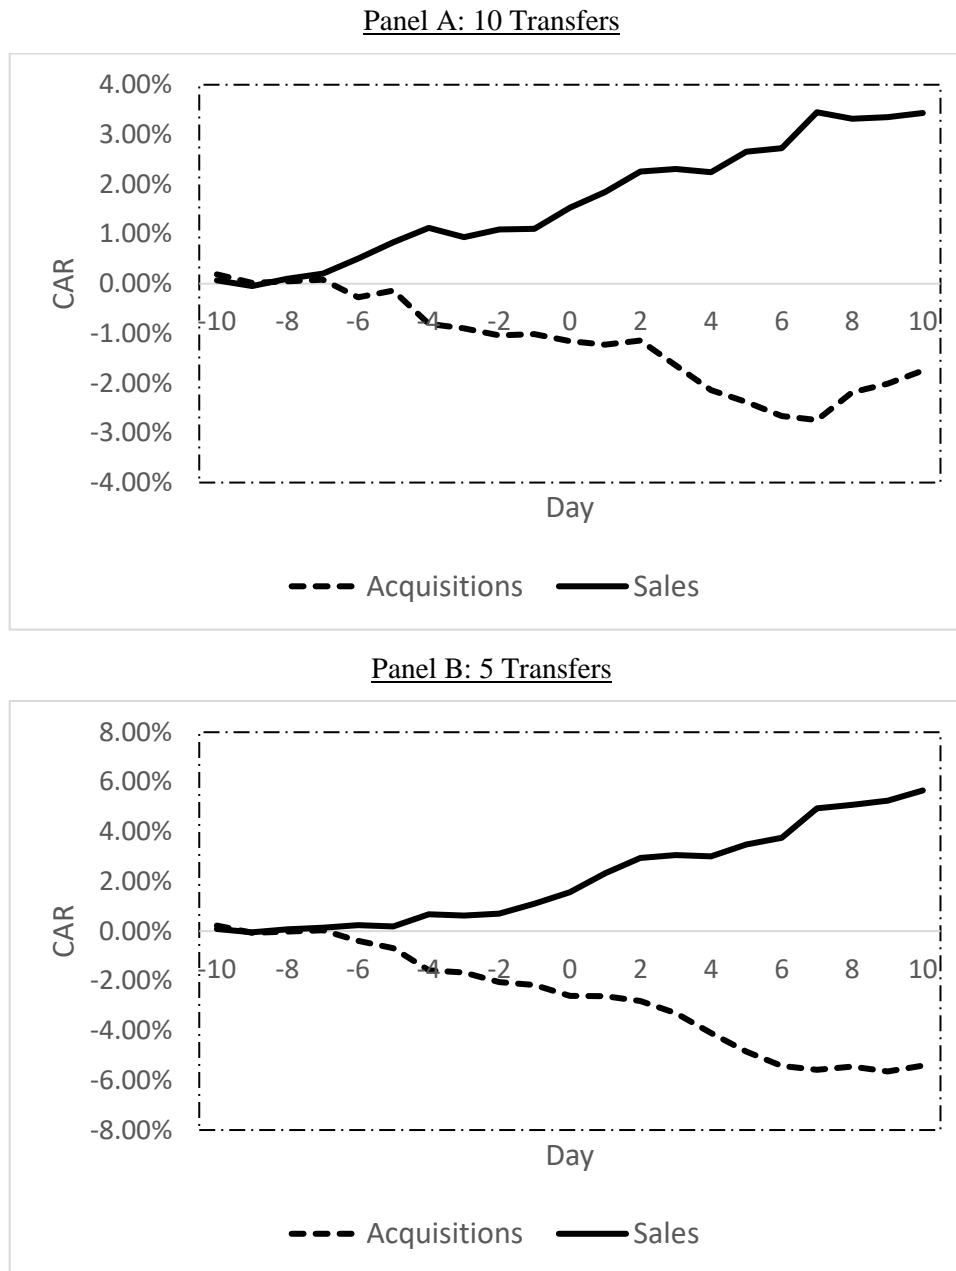 Panel A: 10 Transfers
4.00%
3.00%
2.00%
1.00%
0.00%
-1.00%
-2.00%
-3.00%
-4.00%
CAR
-10 -8 -6 -4 -2 0 2 4 6 8 10
Day
Acquisitions Sales
Panel B: 5 Transfers
8.00%
6.00%
4.00%
2.00%
0.00%
-2.00%
-4.00%
-6.00%
-8.00%
CAR
-10 -8 -6 -4 -2 0 2 4 6 8 10
Day
Acquisitions Sales